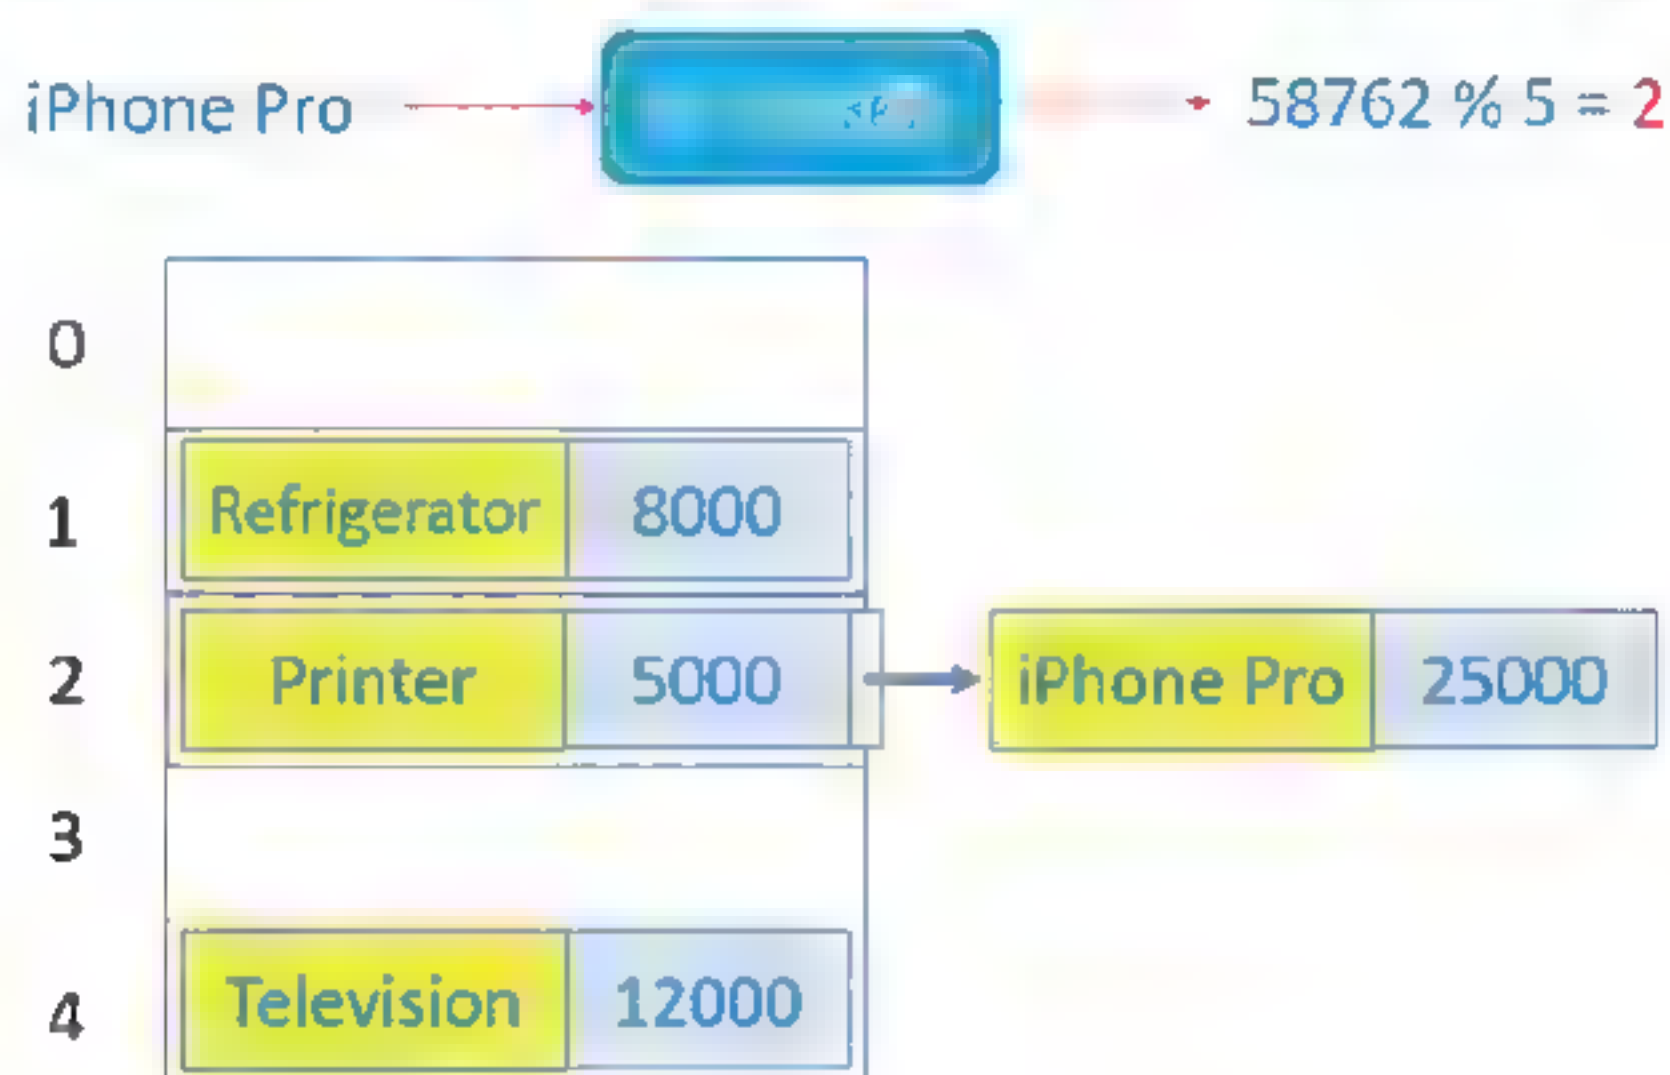 iPhone Pro
58762 % 5 = 2
0
1 Refrigerator 8000
2 Printer 5000 iPhone Pro 25000
3
4 Television 12000